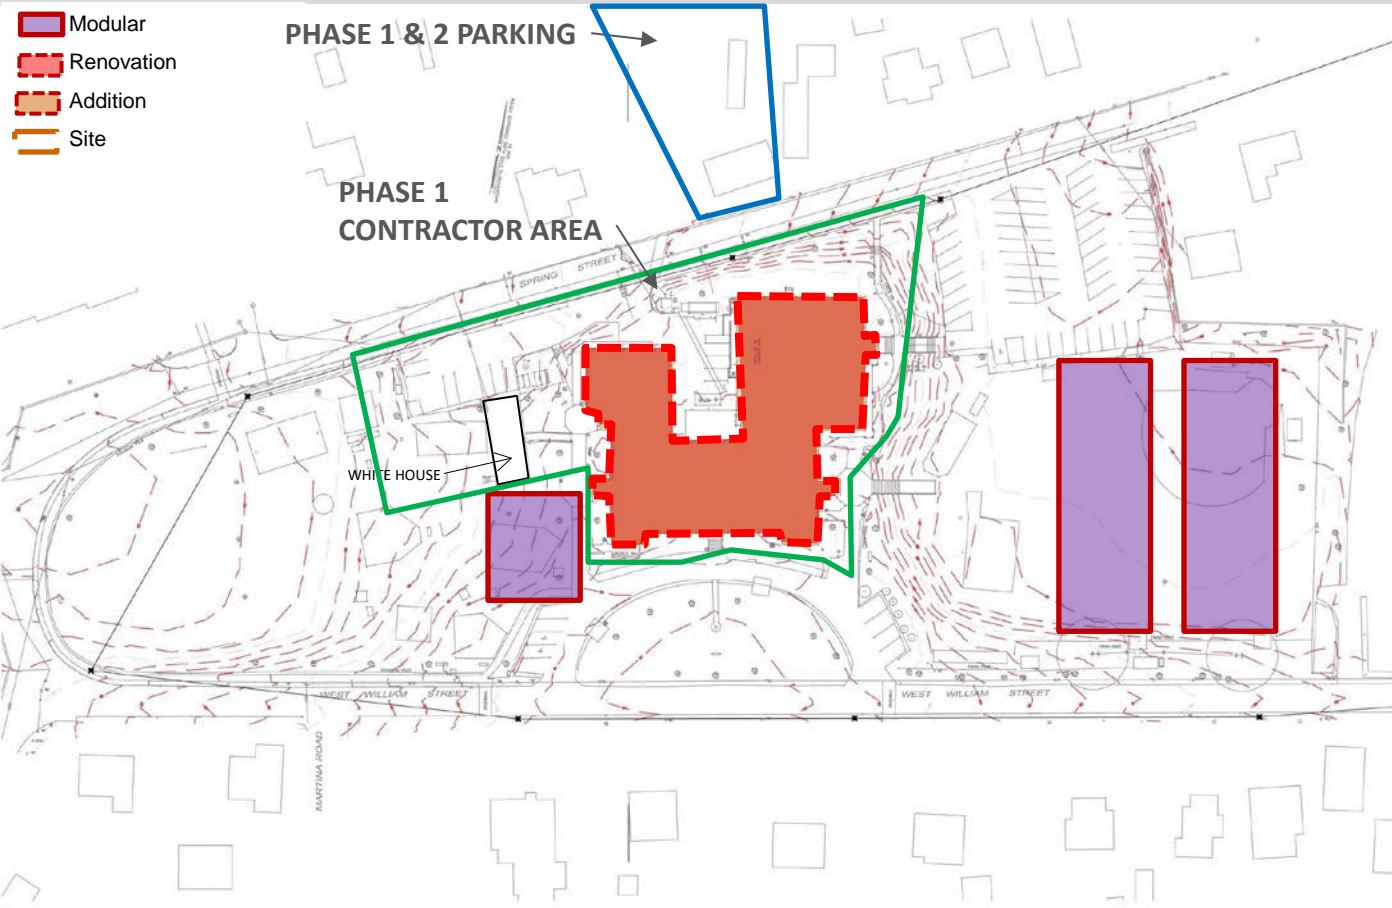 Modular
Renovation
Addition
Site
PHASE 1 & 2 PARKING
PHASE 1
CONTRACTOR AREA
SPRING STREET
WHITE HOUSE
WEST WILLIAM STREET
WEST WILLIAM STREET
MARTINA ROAD